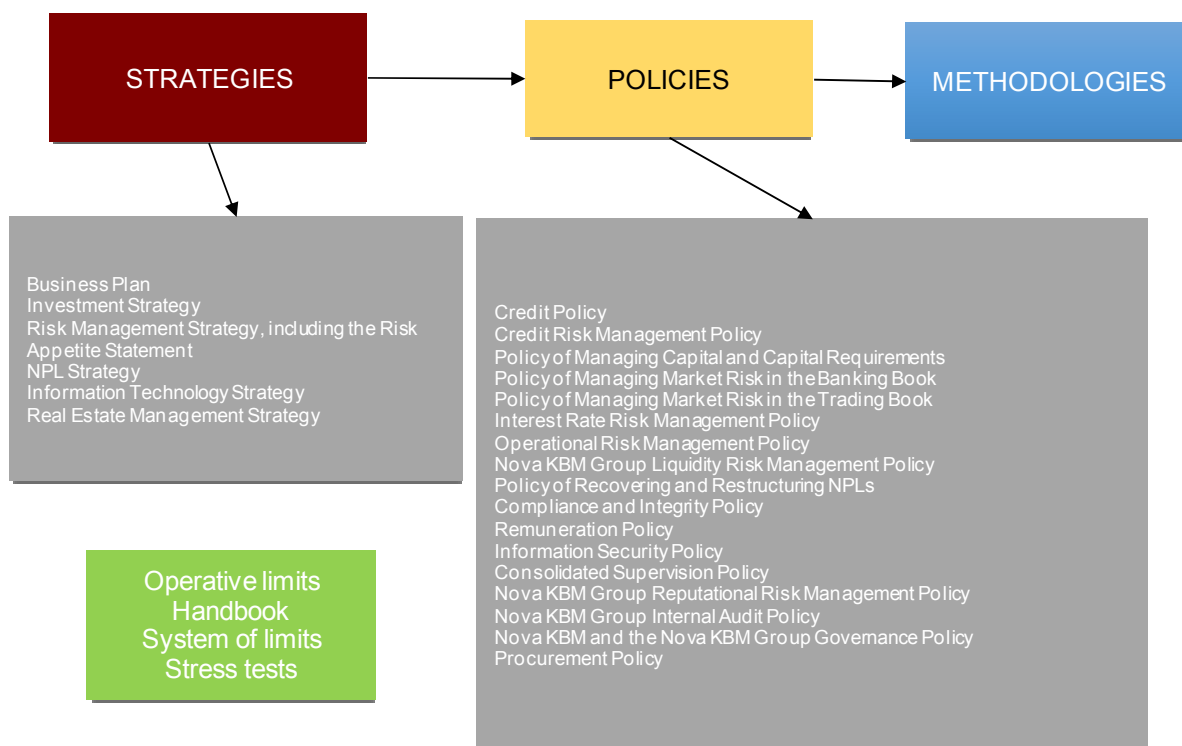 STRATEGIES
POLICIES
METHODOLOGIES
Business Plan
Investment Strategy
Risk Management Strategy, including the Risk
Appetite Statement
NPL Strategy
Information Technology Strategy
Real Estate Management Strategy
Credit Policy
Credit Risk Management Policy
Policy of Managing Capital and Capital Requirements
Policy of Managing Market Risk in the Banking Book
Policy of Managing Market Risk in the Trading Book
Interest Rate Risk Management Policy
Operational Risk Management Policy
Nova KBM Group Liquidity Risk Management Policy
Policy of Recovering and Restructuring NPLs
Compliance and Integrity Policy
Remuneration Policy
Information Security Policy
Consolidated Supervision Policy
Nova KBM Group Reputational Risk Management Policy
Nova KBM Group Internal Audit Policy
Nova KBM and the Nova KBM Group Governance Policy
Procurement Policy
Operative limits
Handbook
System of limits
Stress tests